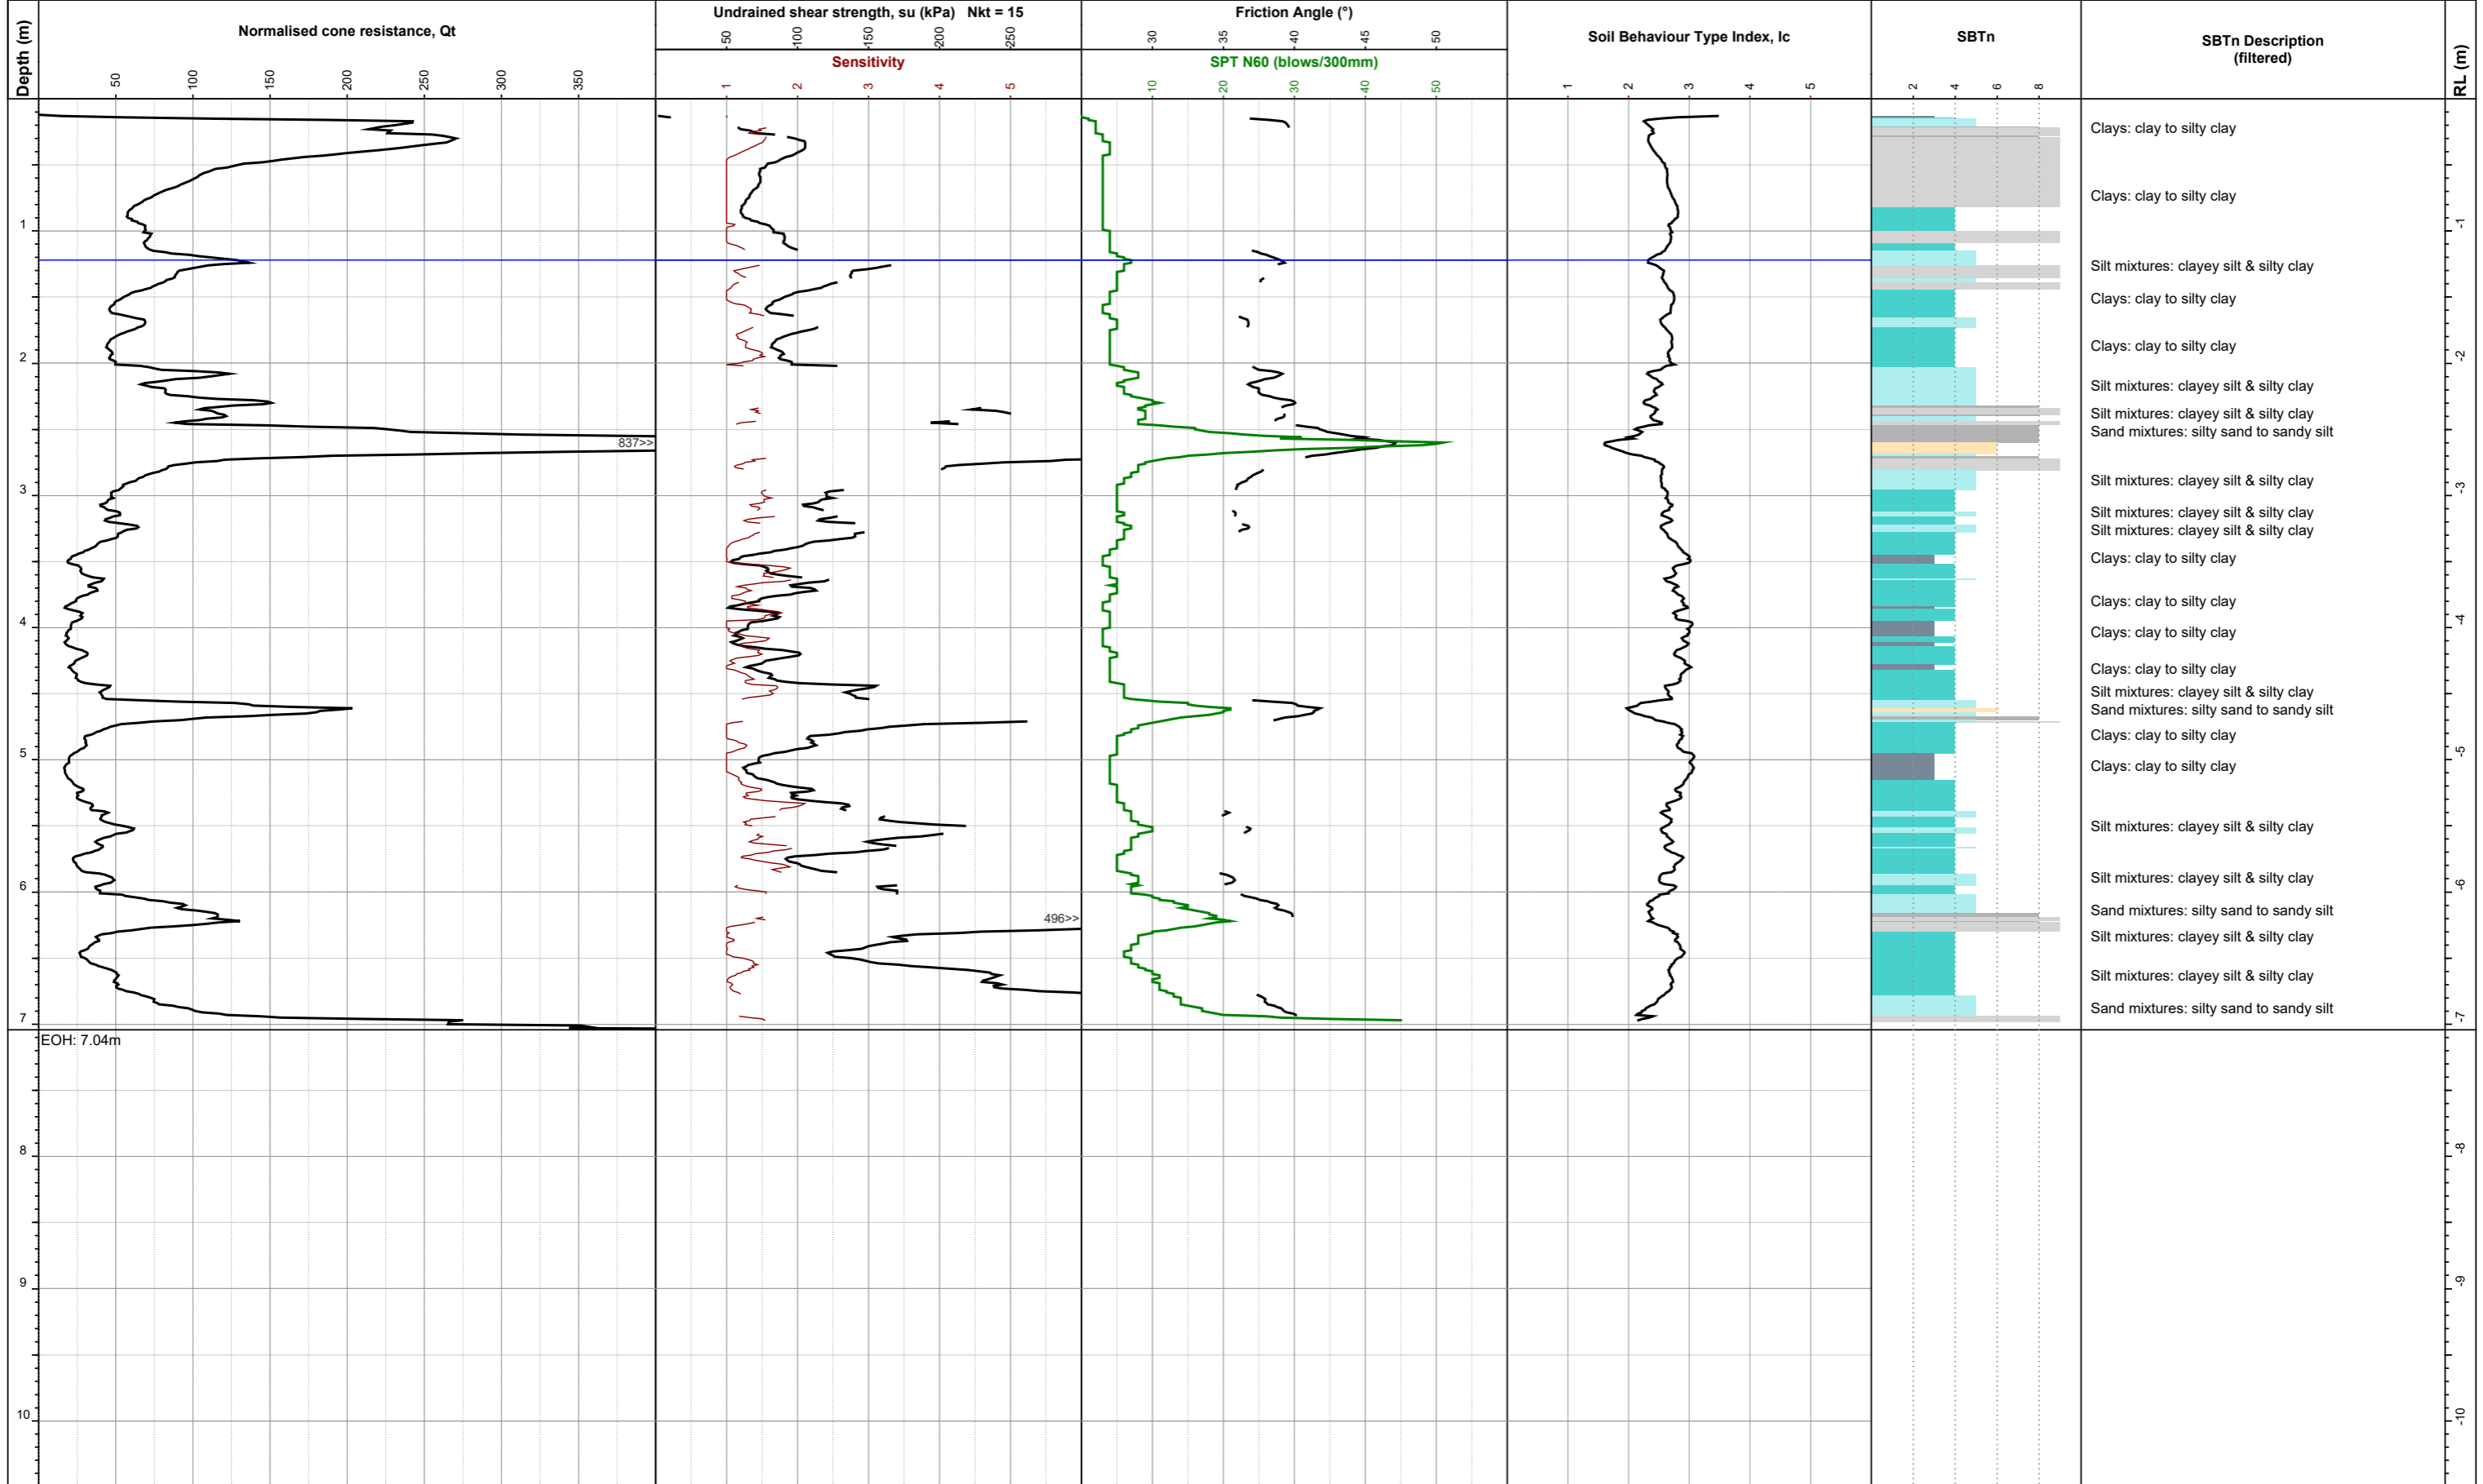 Depth (m)
Normalised cone resistance, Qt
50
100
150
200
250
300
350
Undrained shear strength, su (kPa) Nkt = 15
50
100
150
200
250
Sensitivity
1
2
3
4
5
Friction Angle (°)
30
35
40
45
50
SPT N60 (blows/300mm)
10
20
30
40
50
Soil Behaviour Type Index, Ic
1
2
3
4
5
SBTn
2
4
6
8
SBTn Description
(filtered)
RL (m)
1
2
3
4
5
6
7
8
9
10
837>>
496>>
EOH: 7.04m
Clays: clay to silty clay
Clays: clay to silty clay
Silt mixtures: clayey silt & silty clay
Clays: clay to silty clay
Clays: clay to silty clay
Silt mixtures: clayey silt & silty clay
Silt mixtures: clayey silt & silty clay
Sand mixtures: silty sand to sandy silt
Silt mixtures: clayey silt & silty clay
Silt mixtures: clayey silt & silty clay
Silt mixtures: clayey silt & silty clay
Clays: clay to silty clay
Clays: clay to silty clay
Clays: clay to silty clay
Clays: clay to silty clay
Silt mixtures: clayey silt & silty clay
Sand mixtures: silty sand to sandy silt
Clays: clay to silty clay
Clays: clay to silty clay
Silt mixtures: clayey silt & silty clay
Silt mixtures: clayey silt & silty clay
Sand mixtures: silty sand to sandy silt
Silt mixtures: clayey silt & silty clay
Silt mixtures: clayey silt & silty clay
Sand mixtures: silty sand to sandy silt
-1
-2
-3
-4
-5
-6
-7
-8
-9
-10